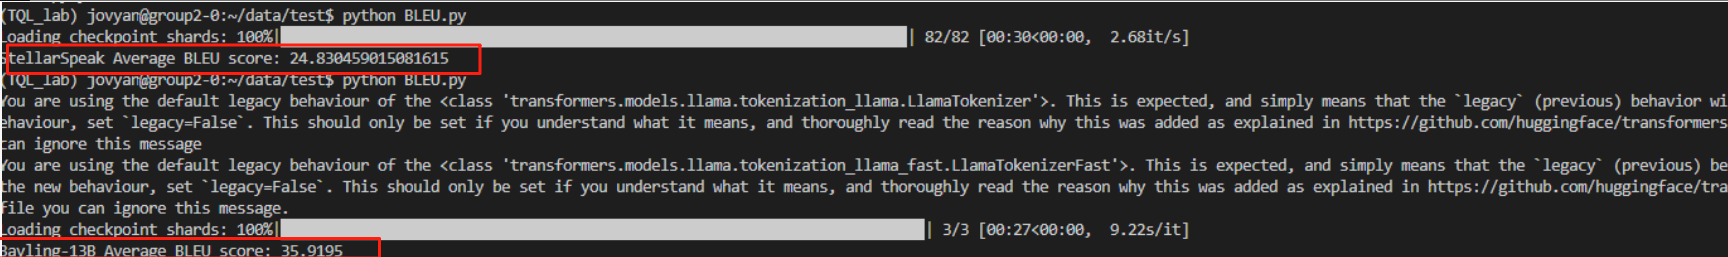 (TQL_lab) jovyan@group2-0:~/data/test$ python BLEU.py
Loading checkpoint shards: 100%| | 82/82 [00:30<00:00, 2.68it/s]
StellarSpeak Average BLEU score: 24.830459015081615
(TQL_lab) jovyan@group2-0:~/data/test$ python BLEU.py
You are using the default legacy behaviour of the <class 'transformers.models.llama.tokenization_llama.LlamaTokenizer'>. This is expected, and simply means that the `legacy` (previous) behavior wi
ehaviour, set `legacy=False`. This should only be set if you understand what it means, and thoroughly read the reason why this was added as explained in https://github.com/huggingface/transformers
can ignore this message
You are using the default legacy behaviour of the <class 'transformers.models.llama.tokenization_llama_fast.LlamaTokenizerFast'>. This is expected, and simply means that the `legacy` (previous) be
the new behaviour, set `legacy=False`. This should only be set if you understand what it means, and thoroughly read the reason why this was added as explained in https://github.com/huggingface/tra
file you can ignore this message.
Loading checkpoint shards: 100%| | 3/3 [00:27<00:00, 9.22s/it]
Bayling-13B Average BLEU score: 35.9195